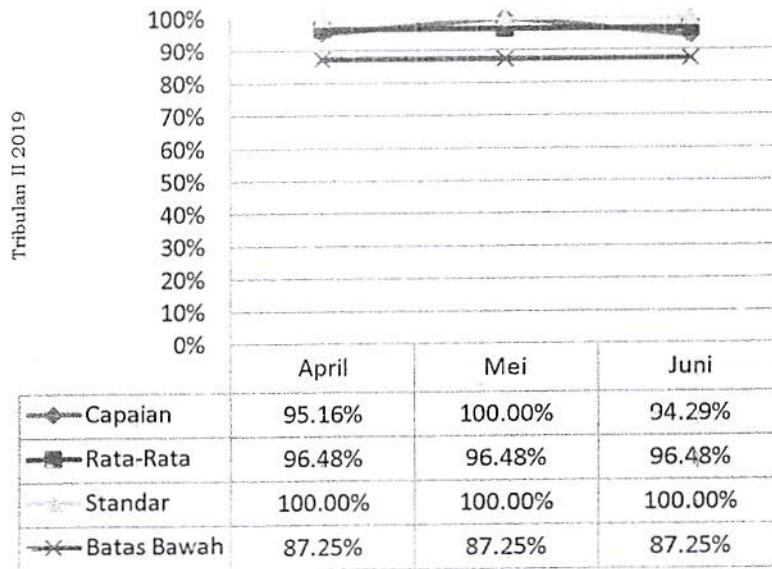 Tribulan II 2019
100%
90%
80%
70%
60%
50%
40%
30%
20%
10%
0%
April Mei Juni
Capaian 95.16% 100.00% 94.29%
Rata-Rata 96.48% 96.48% 96.48%
Standar 100.00% 100.00% 100.00%
Batas Bawah 87.25% 87.25% 87.25%